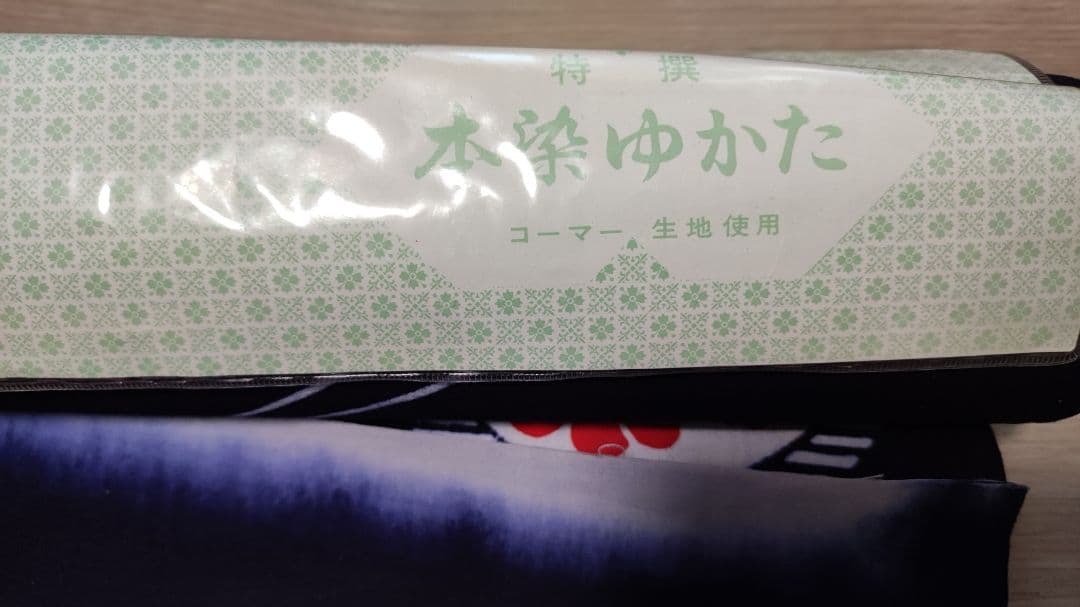 特撰
本染ゆかた
コーマー 生地使用